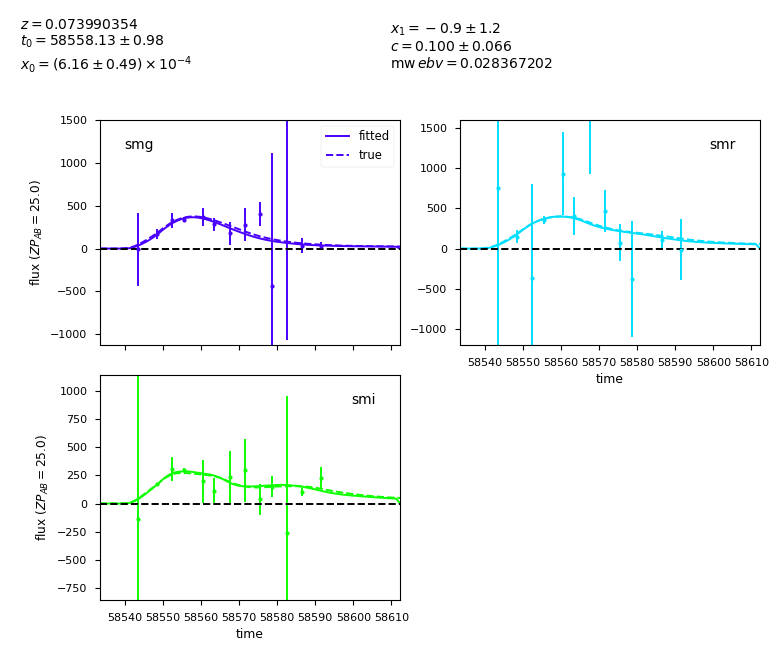 z = 0.073990354
t₀ = 58558.13 ± 0.98
x₀ = (6.16 ± 0.49) × 10⁻⁴
x₁ = −0.9 ± 1.2
c = 0.100 ± 0.066
mw ebv = 0.028367202
smg
fitted
true
1500
1000
500
0
−500
−1000
flux (ZP_AB = 25.0)
smr
1500
1000
500
0
−500
−1000
58540 58550 58560 58570 58580 58590 58600 58610
time
smi
1000
750
500
250
0
−250
−500
−750
flux (ZP_AB = 25.0)
58540 58550 58560 58570 58580 58590 58600 58610
time